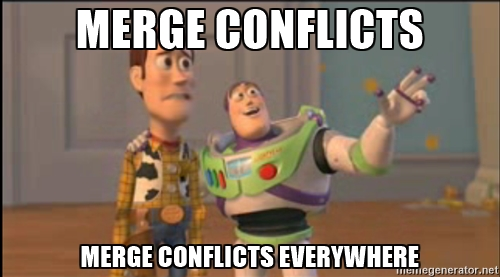 MERGE CONFLICTS
MERGE CONFLICTS EVERYWHERE
memegenerator.net